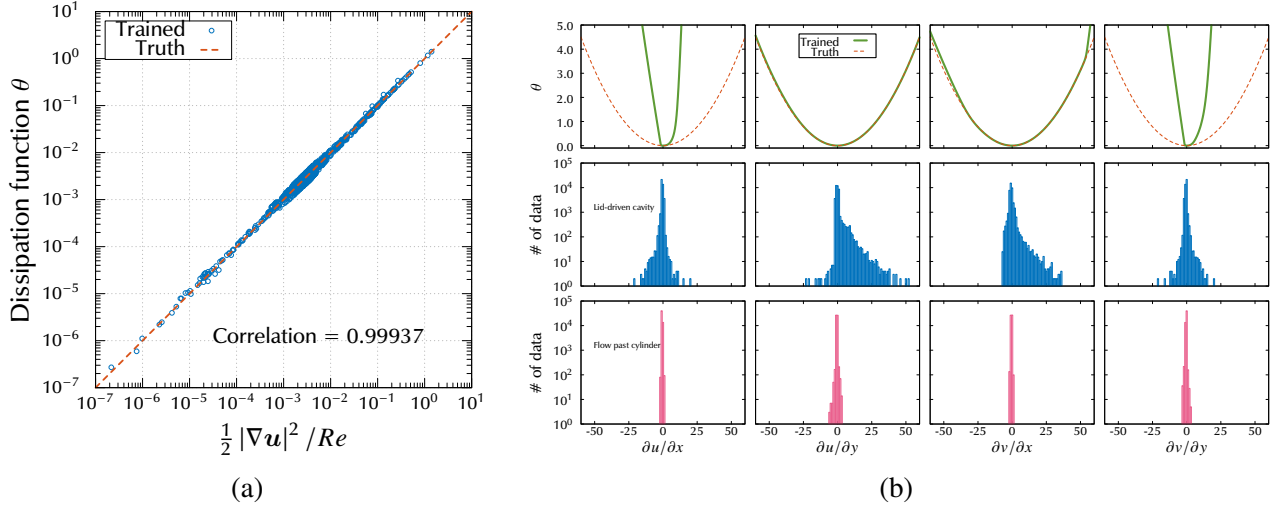 Dissipation function θ
10^1
10^0
10^-1
10^-2
10^-3
10^-4
10^-5
10^-6
10^-7
Trained
Truth
Correlation = 0.99937
10^-7 10^-6 10^-5 10^-4 10^-3 10^-2 10^-1 10^0 10^1
½ |∇u|² /Re
(a)
θ
5.0
4.0
3.0
2.0
1.0
0.0
Trained
Truth
# of data
10^5
10^4
10^3
10^2
10^1
10^0
Lid-driven cavity
# of data
10^5
10^4
10^3
10^2
10^1
10^0
Flow past cylinder
-50 -25 0 25 50 -50 -25 0 25 50 -50 -25 0 25 50 -50 -25 0 25 50
∂u/∂x ∂u/∂y ∂v/∂x ∂v/∂y
(b)